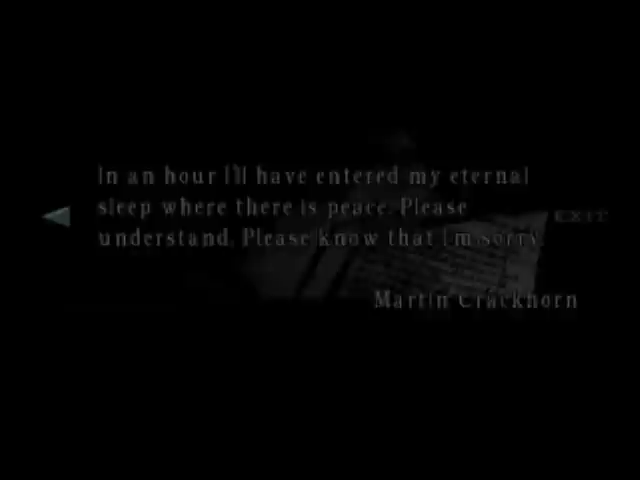 In an hour I'll have entered my eternal
sleep where there is peace. Please
understand. Please know that I'm sorry.
EXIT
Martin Crackhorn